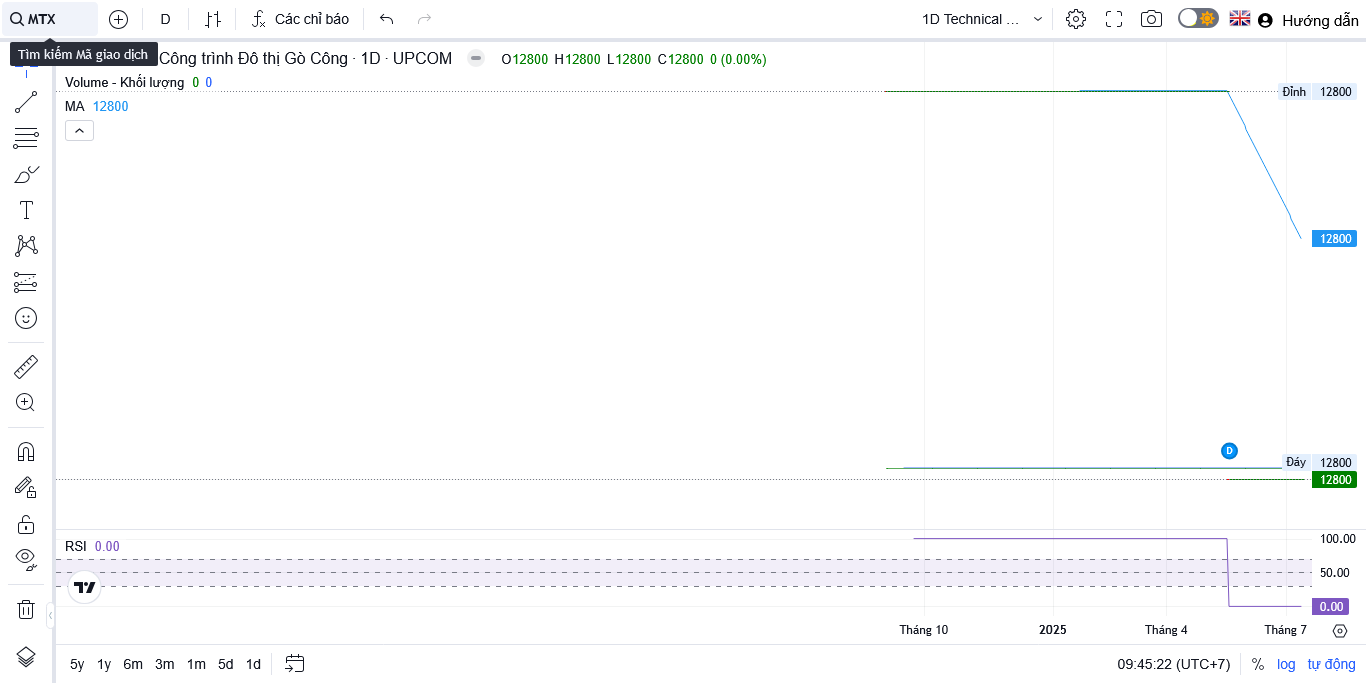 MTX
D
Các chỉ báo
1D Technical ...
Hướng dẫn
Tìm kiếm Mã giao dịch
Công trình Đô thị Gò Công · 1D · UPCOM
O12800 H12800 L12800 C12800 0 (0.00%)
Volume - Khối lượng 0 0
MA 12800
Đỉnh 12800
12800
D
Đáy 12800
12800
RSI 0.00
100.00
50.00
0.00
Tháng 10
2025
Tháng 4
Tháng 7
5y 1y 6m 3m 1m 5d 1d
09:45:22 (UTC+7)
% log tự động